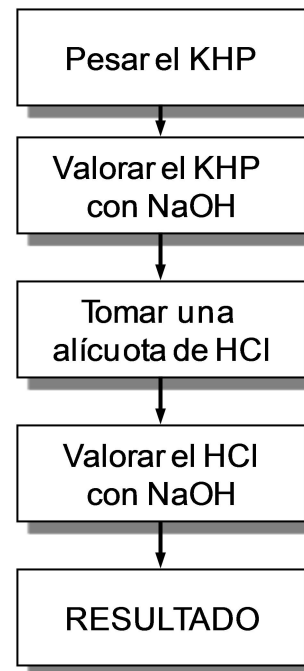 Pesar el KHP
Valorar el KHP
con NaOH
Tomar una
alícuota de HCl
Valorar el HCl
con NaOH
RESULTADO